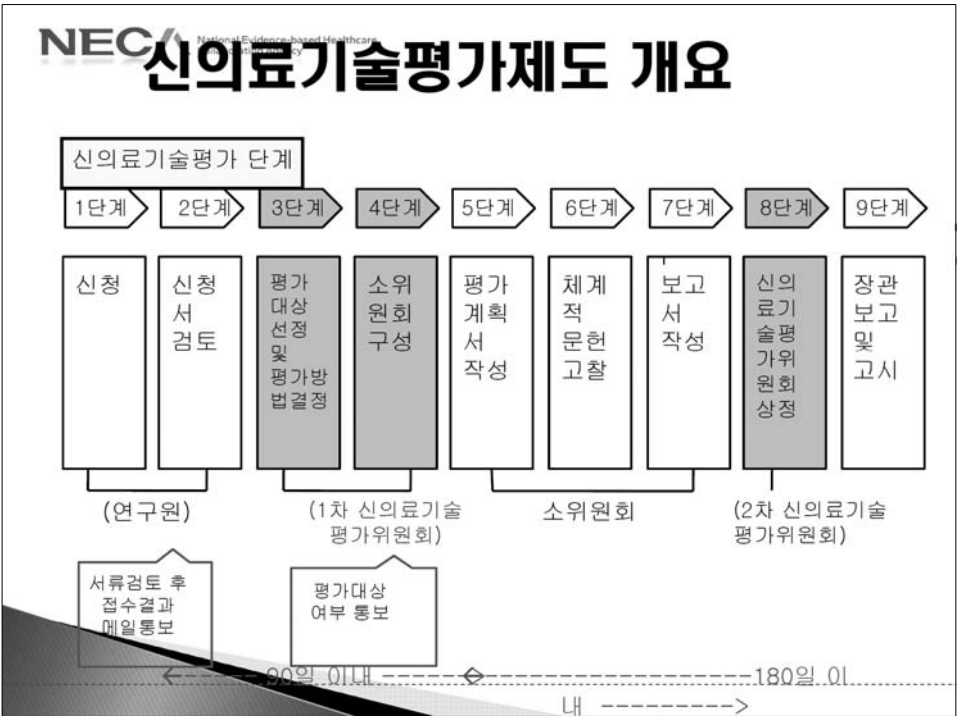 NECA National Evidence-based Healthcare
Collaborating Agency
신의료기술평가제도 개요
신의료기술평가 단계
1단계 2단계 3단계 4단계 5단계 6단계 7단계 8단계 9단계
신청
신청
서
검토
평가
대상
선정
및
평가방
법결정
소위
원회
구성
평가
계획
서
작성
체계
적
문헌
고찰
보고
서
작성
신의
료기
술평
가위
원회
상정
장관
보고
및
고시
(연구원)
(1차 신의료기술
평가위원회)
소위원회
(2차 신의료기술
평가위원회)
서류검토 후
접수결과
메일통보
평가대상
여부 통보
90일 이내
180일 이
내